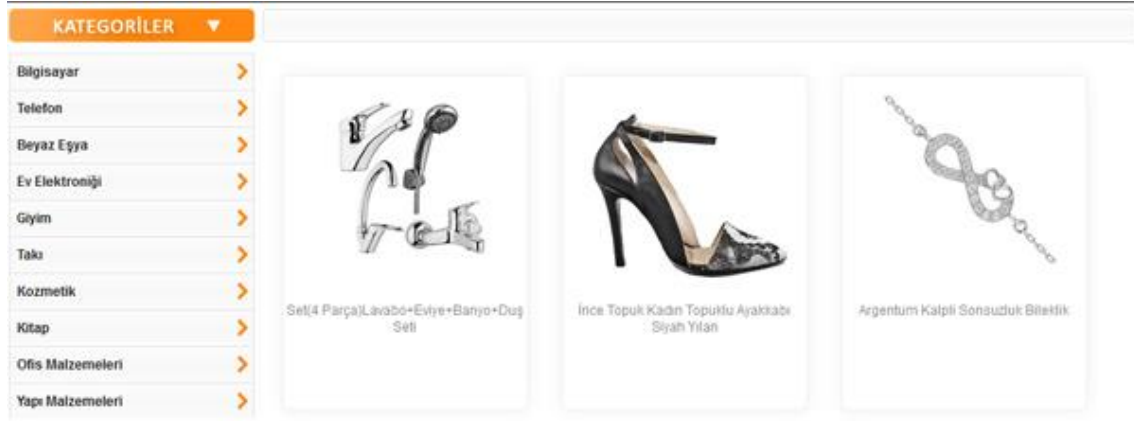 KATEGORİLER
Bilgisayar
Telefon
Beyaz Eşya
Ev Elektroniği
Giyim
Takı
Kozmetik
Kitap
Ofis Malzemeleri
Yapı Malzemeleri
Set(4 Parça)Lavabo+Eviye+Banyo+Duş
Seti
İnce Topuk Kadın Topuklu Ayakkabı
Siyah Yılan
Argentum Kalpli Sonsuzluk Bileklik